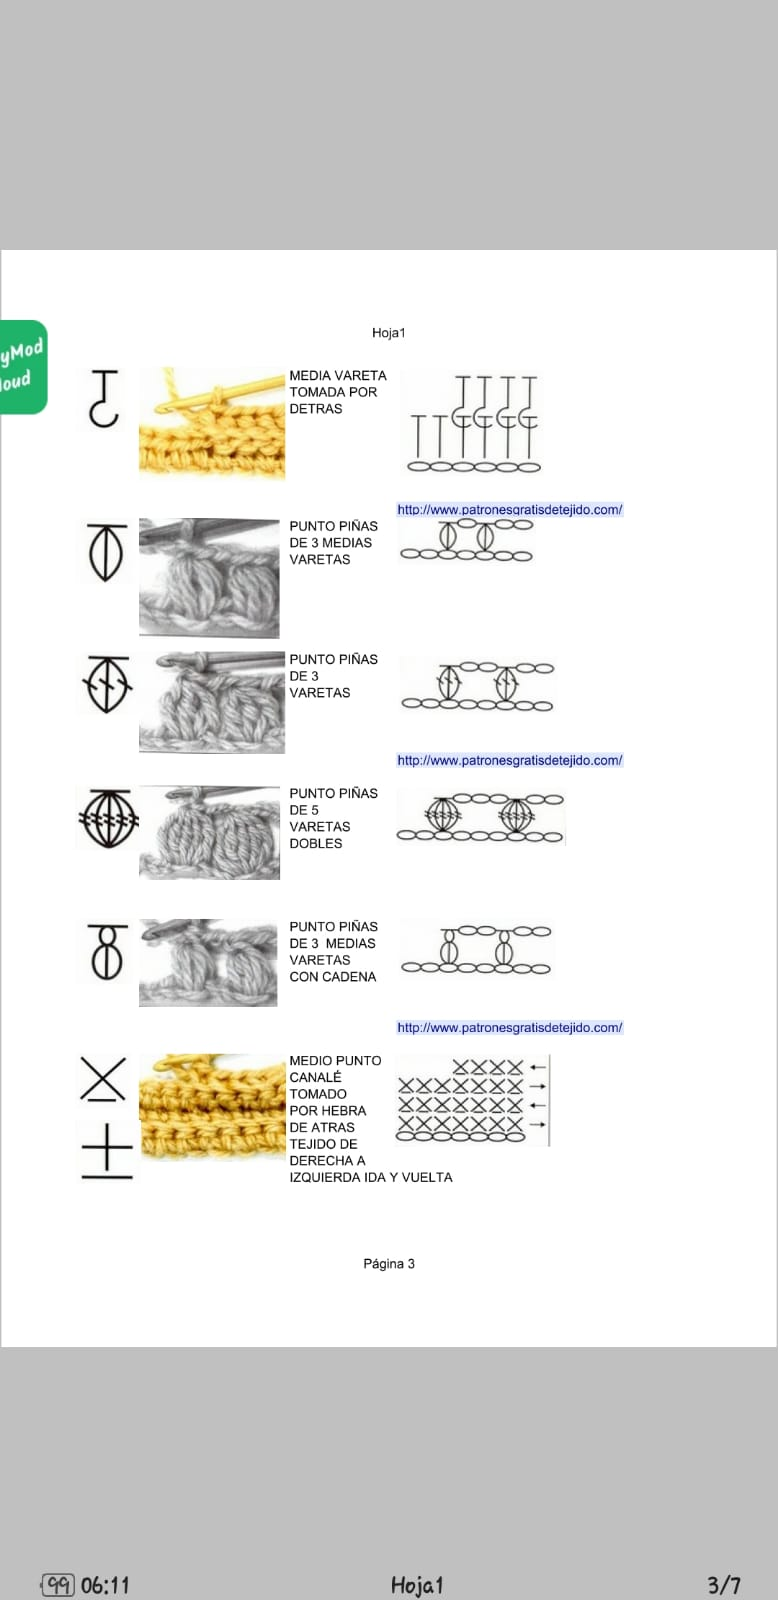 Hoja1
yMod
loud
MEDIA VARETA
TOMADA POR
DETRAS
http://www.patronesgratisdetejido.com/
PUNTO PIÑAS
DE 3 MEDIAS
VARETAS
PUNTO PIÑAS
DE 3
VARETAS
http://www.patronesgratisdetejido.com/
PUNTO PIÑAS
DE 5
VARETAS
DOBLES
PUNTO PIÑAS
DE 3 MEDIAS
VARETAS
CON CADENA
http://www.patronesgratisdetejido.com/
MEDIO PUNTO
CANALÉ
TOMADO
POR HEBRA
DE ATRAS
TEJIDO DE
DERECHA A
IZQUIERDA IDA Y VUELTA
Página 3
99 06:11 Hoja1 3/7